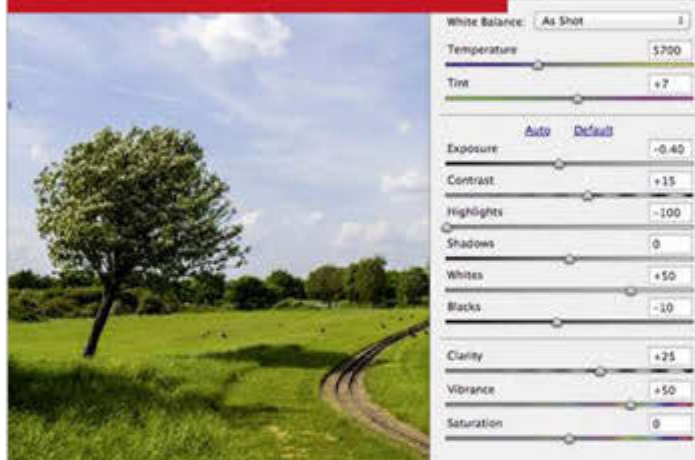 White Balance: As Shot
Temperature 5700
Tint +7
Auto Default
Exposure -0.40
Contrast +15
Highlights -100
Shadows 0
Whites +50
Blacks -10
Clarity +25
Vibrance +50
Saturation 0